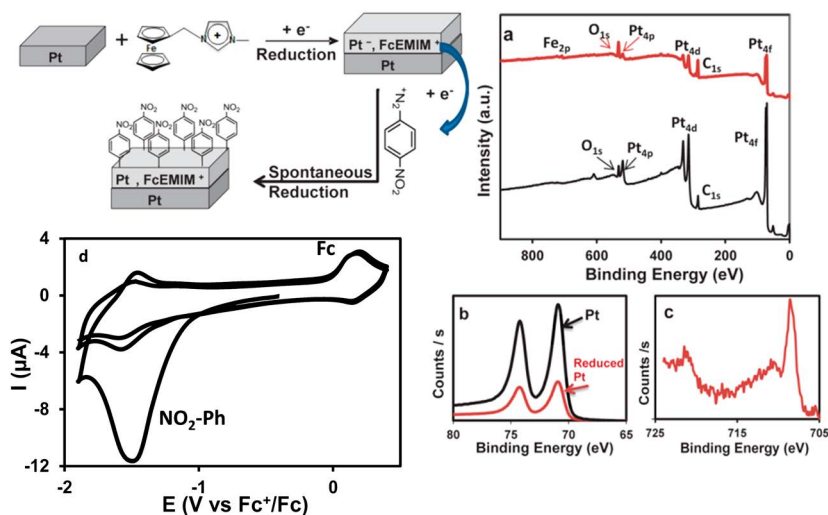 Pt
+
Fe
N
+
N
+ e-
Reduction
Pt -, FcEMIM +
Pt
+ e-
N2+
NO2
Spontaneous
Reduction
NO2 NO2 NO2
NO2 NO2 NO2
Pt , FcEMIM +
Pt
a
Fe2p
O1s
Pt4p
Pt4d
C1s
Pt4f
O1s
Pt4p
Pt4d
C1s
Pt4f
Intensity (a.u.)
800 600 400 200 0
Binding Energy (eV)
d
Fc
NO2-Ph
4
0
-4
-8
-12
I (µA)
-2 -1 0
E (V vs Fc+/Fc)
b
Pt
Reduced
Pt
Counts / s
80 75 70 65
Binding Energy (eV)
c
Counts /s
725 715 705
Binding Energy (eV)